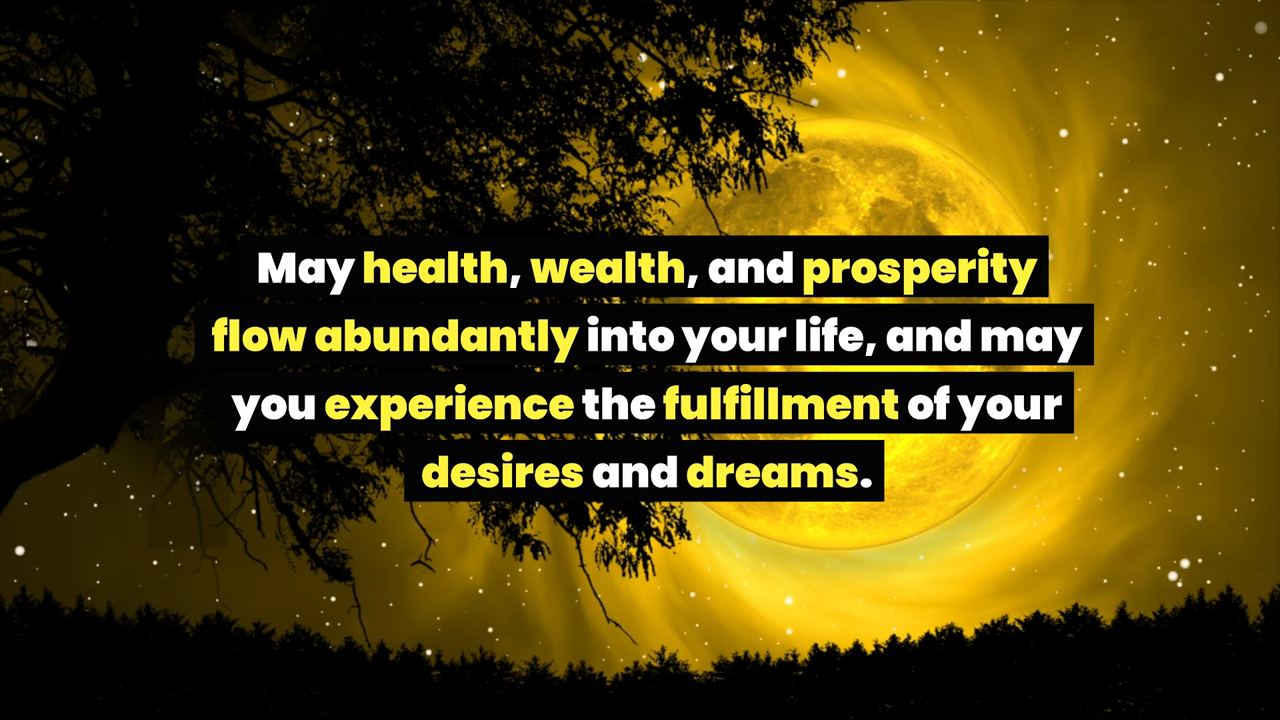 May health, wealth, and prosperity
flow abundantly into your life, and may
you experience the fulfillment of your
desires and dreams.